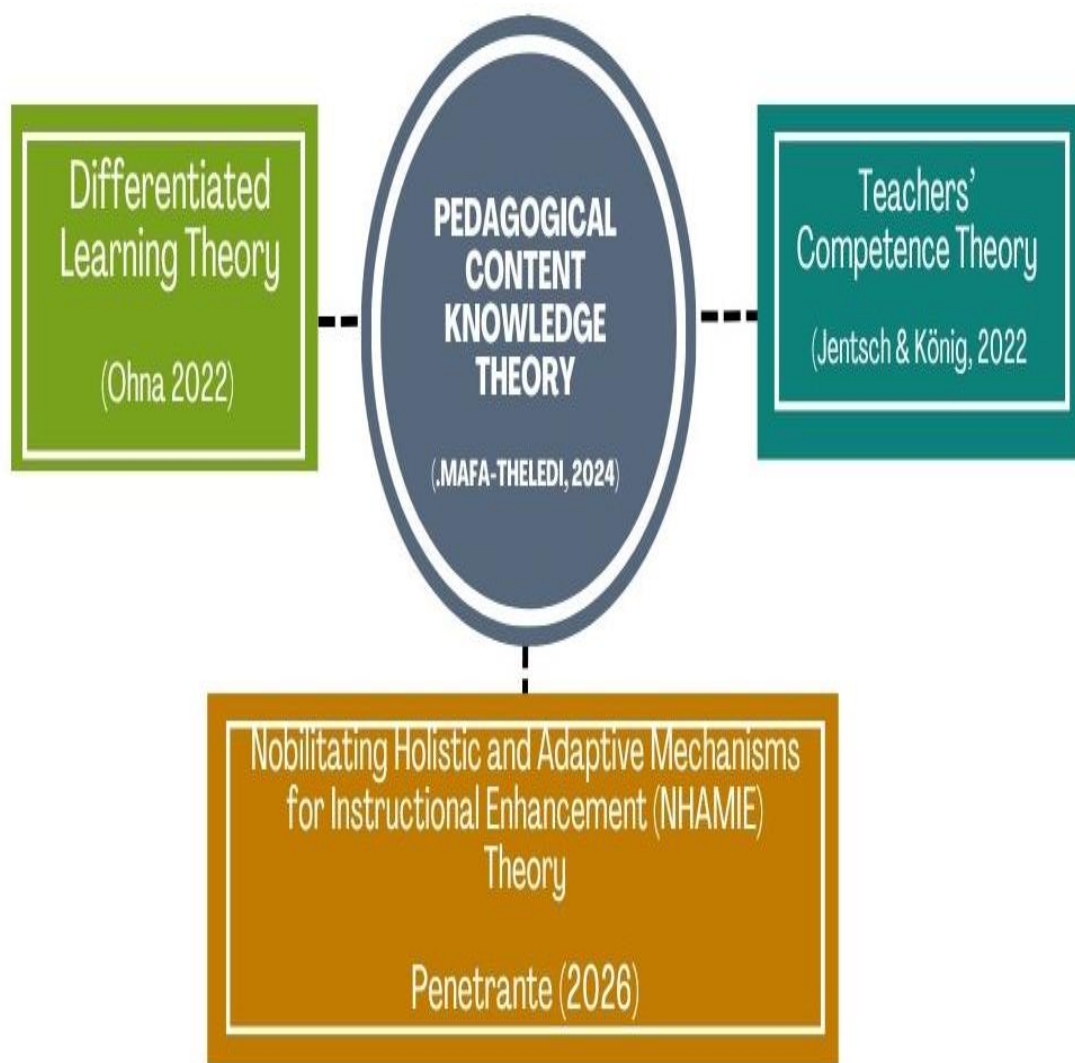 Differentiated
Learning Theory
(Ohna 2022)
PEDAGOGICAL
CONTENT
KNOWLEDGE
THEORY
(.MAFA-THELEDI, 2024)
Teachers’
Competence Theory
(Jentsch & König, 2022
Nobilitating Holistic and Adaptive Mechanisms
for Instructional Enhancement (NHAMIE)
Theory
Penetrante (2026)